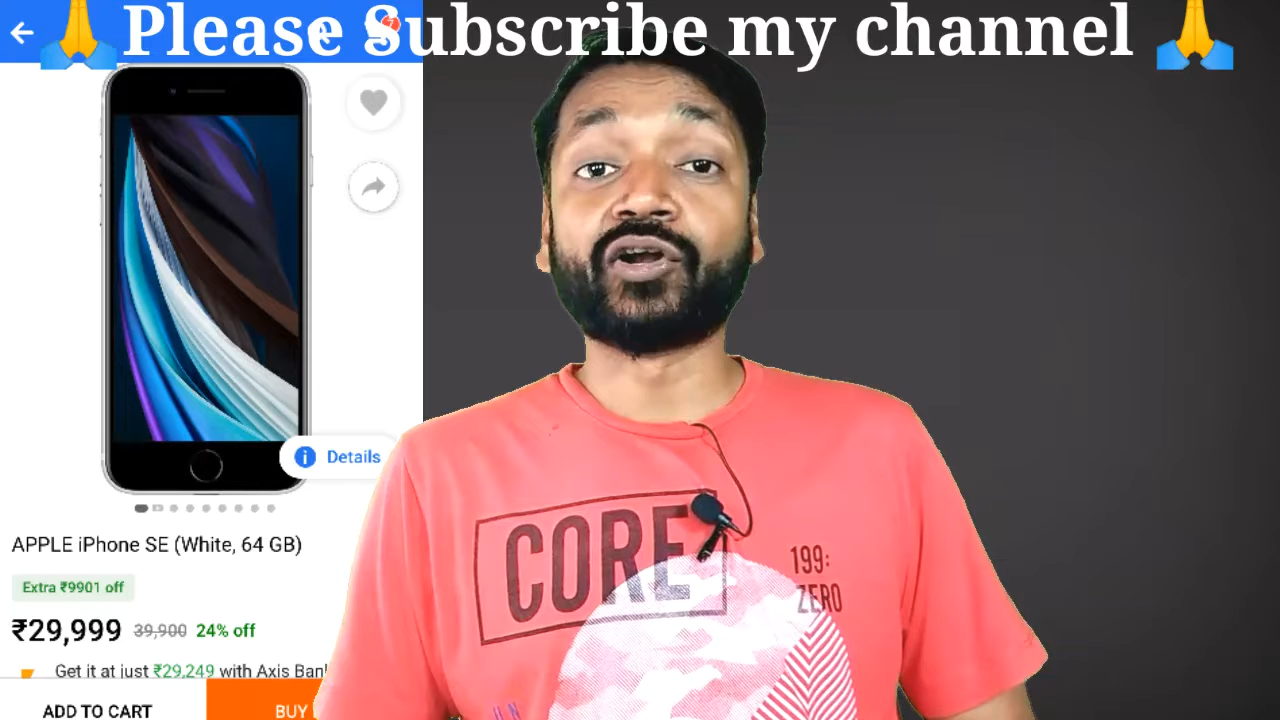 🙏Please Subscribe my channel 🙏
Details
APPLE iPhone SE (White, 64 GB)
Extra ₹9901 off
₹29,999 39,900 24% off
Get it at just ₹29,249 with Axis Ban
ADD TO CART
BUY
CORE
199:
ZERO